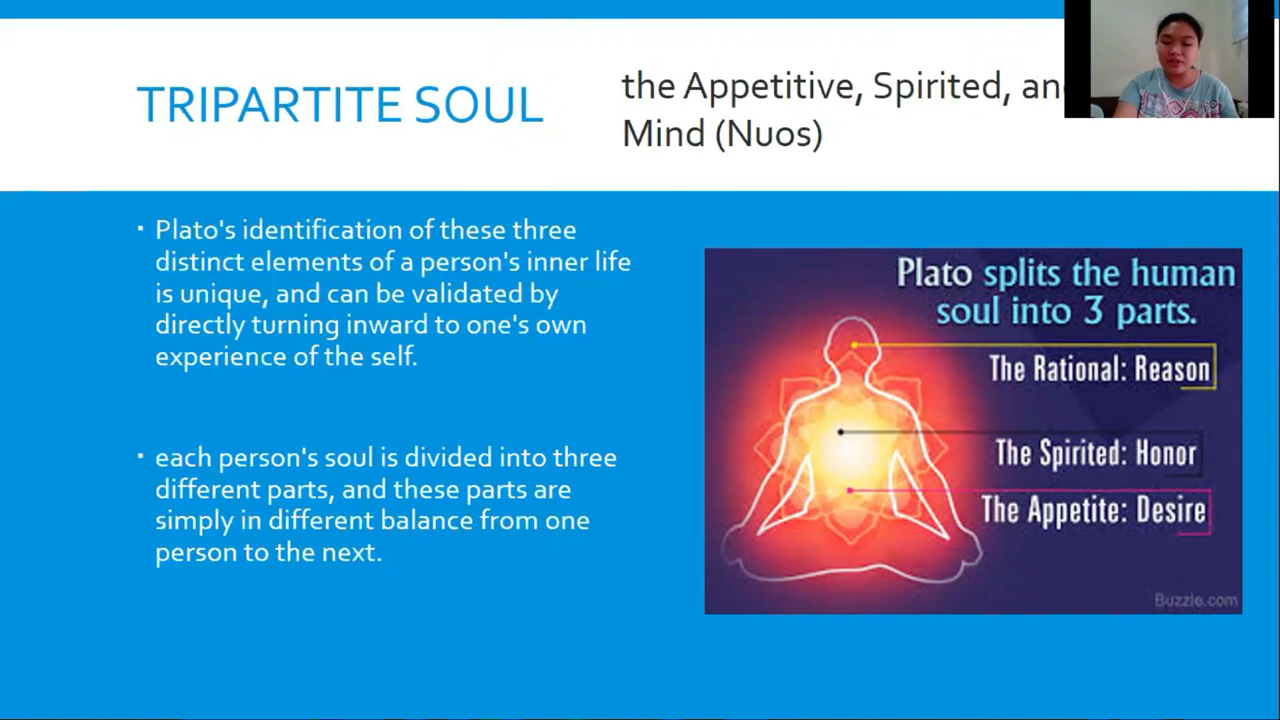 TRIPARTITE SOUL
the Appetitive, Spirited, an
Mind (Nuos)
▪ Plato's identification of these three
distinct elements of a person's inner life
is unique, and can be validated by
directly turning inward to one's own
experience of the self.
▪ each person's soul is divided into three
different parts, and these parts are
simply in different balance from one
person to the next.
Plato splits the human
soul into 3 parts.
The Rational: Reason
The Spirited: Honor
The Appetite: Desire
Buzzle.com